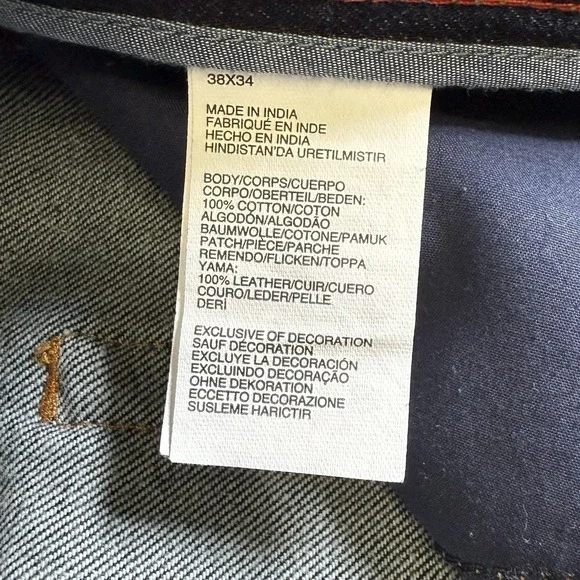 38X34
MADE IN INDIA
FABRIQUÉ EN INDE
HECHO EN INDIA
HINDISTAN'DA URETILMISTIR
BODY/CORPS/CUERPO
CORPO/OBERTEIL/BEDEN:
100% COTTON/COTON
ALGODÓN/ALGODÃO
BAUMWOLLE/COTONE/PAMUK
PATCH/PIÈCE/PARCHE
REMENDO/FLICKEN/TOPPA
YAMA:
100% LEATHER/CUIR/CUERO
COURO/LEDER/PELLE
DERİ
EXCLUSIVE OF DECORATION
SAUF DÉCORATION
EXCLUYE LA DECORACIÓN
EXCLUINDO DECORAÇÃO
OHNE DEKORATION
ECCETTO DECORAZIONE
SUSLEME HARICTIR